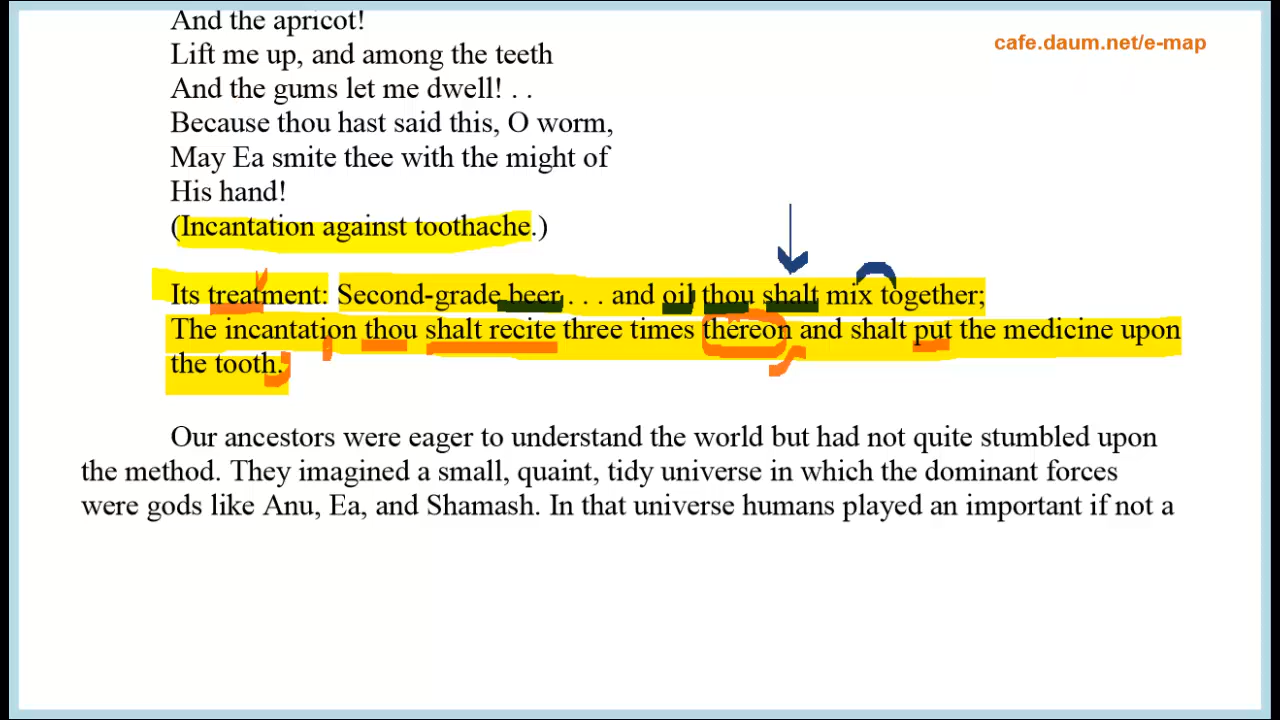 And the apricot!
cafe.daum.net/e-map
Lift me up, and among the teeth
And the gums let me dwell! . .
Because thou hast said this, O worm,
May Ea smite thee with the might of
His hand!
(Incantation against toothache.)
Its treatment: Second-grade beer . . . and oil thou shalt mix together;
The incantation thou shalt recite three times thereon and shalt put the medicine upon
the tooth.
Our ancestors were eager to understand the world but had not quite stumbled upon
the method. They imagined a small, quaint, tidy universe in which the dominant forces
were gods like Anu, Ea, and Shamash. In that universe humans played an important if not a